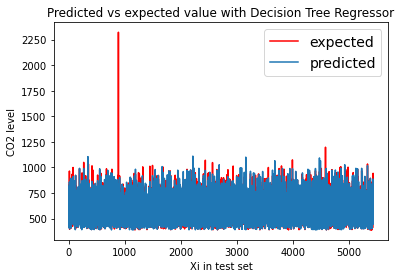 Predicted vs expected value with Decision Tree Regressor
expected
predicted
CO2 level
2250
2000
1750
1500
1250
1000
750
500
0
1000
2000
3000
4000
5000
Xi in test set